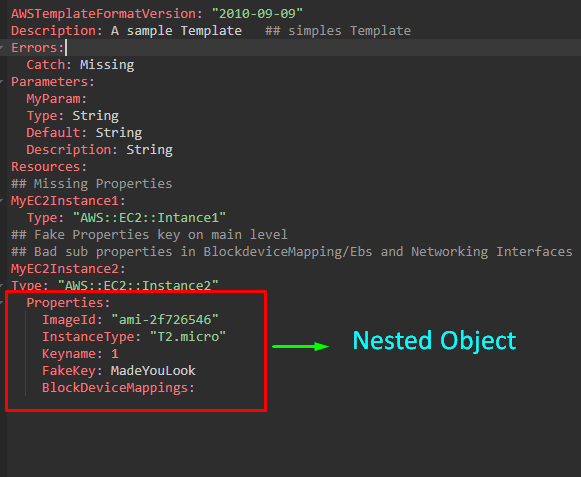 AWSTemplateFormatVersion: "2010-09-09"
Description: A sample Template   ## simples Template
Errors:
  Catch: Missing
Parameters:
  MyParam:
  Type: String
  Default: String
  Description: String
Resources:
## Missing Properties
MyEC2Instance1:
  Type: "AWS::EC2::Intance1"
## Fake Properties key on main level
## Bad sub properties in BlockdeviceMapping/Ebs and Networking Interfaces
MyEC2Instance2:
Type: "AWS::EC2::Instance2"
  Properties:
    ImageId: "ami-2f726546"
    InstanceType: "T2.micro"
    Keyname: 1
    FakeKey: MadeYouLook
    BlockDeviceMappings:
Nested Object